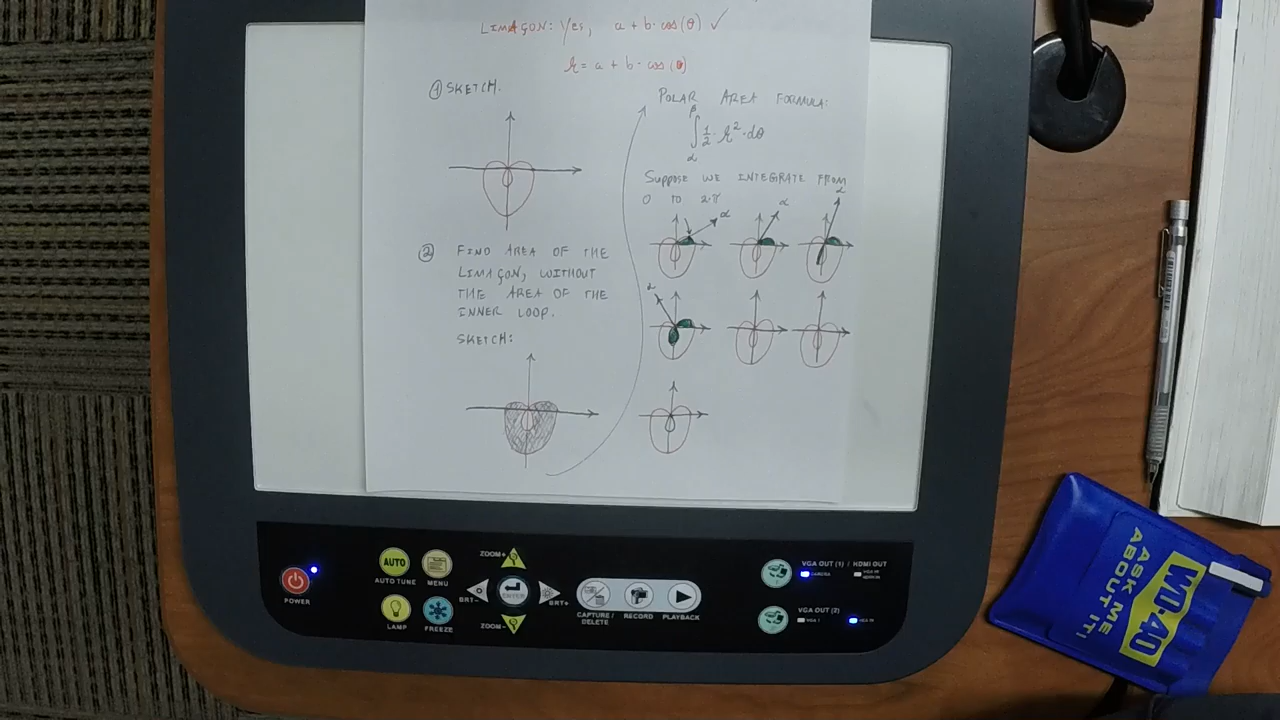 LIMAÇON: Yes, a + b · cos(θ) ✓
r = a + b · cos(θ)
① SKETCH.
② FIND AREA OF THE
LIMAÇON, WITHOUT
THE AREA OF THE
INNER LOOP.
SKETCH:
POLAR AREA FORMULA:
β
∫ 1/2 · r² · dθ
α
SUPPOSE WE INTEGRATE FROM
0 TO 2·π
α
α
α
α
POWER
AUTO
AUTO TUNE
MENU
LAMP
FREEZE
ZOOM+
BRT-
ENTER
BRT+
ZOOM-
CAPTURE/
DELETE
RECORD
PLAYBACK
VGA OUT (1) / HDMI OUT
CAMERA
VGA OUT (2)
WD-40
ASK ME
ABOUT IT!